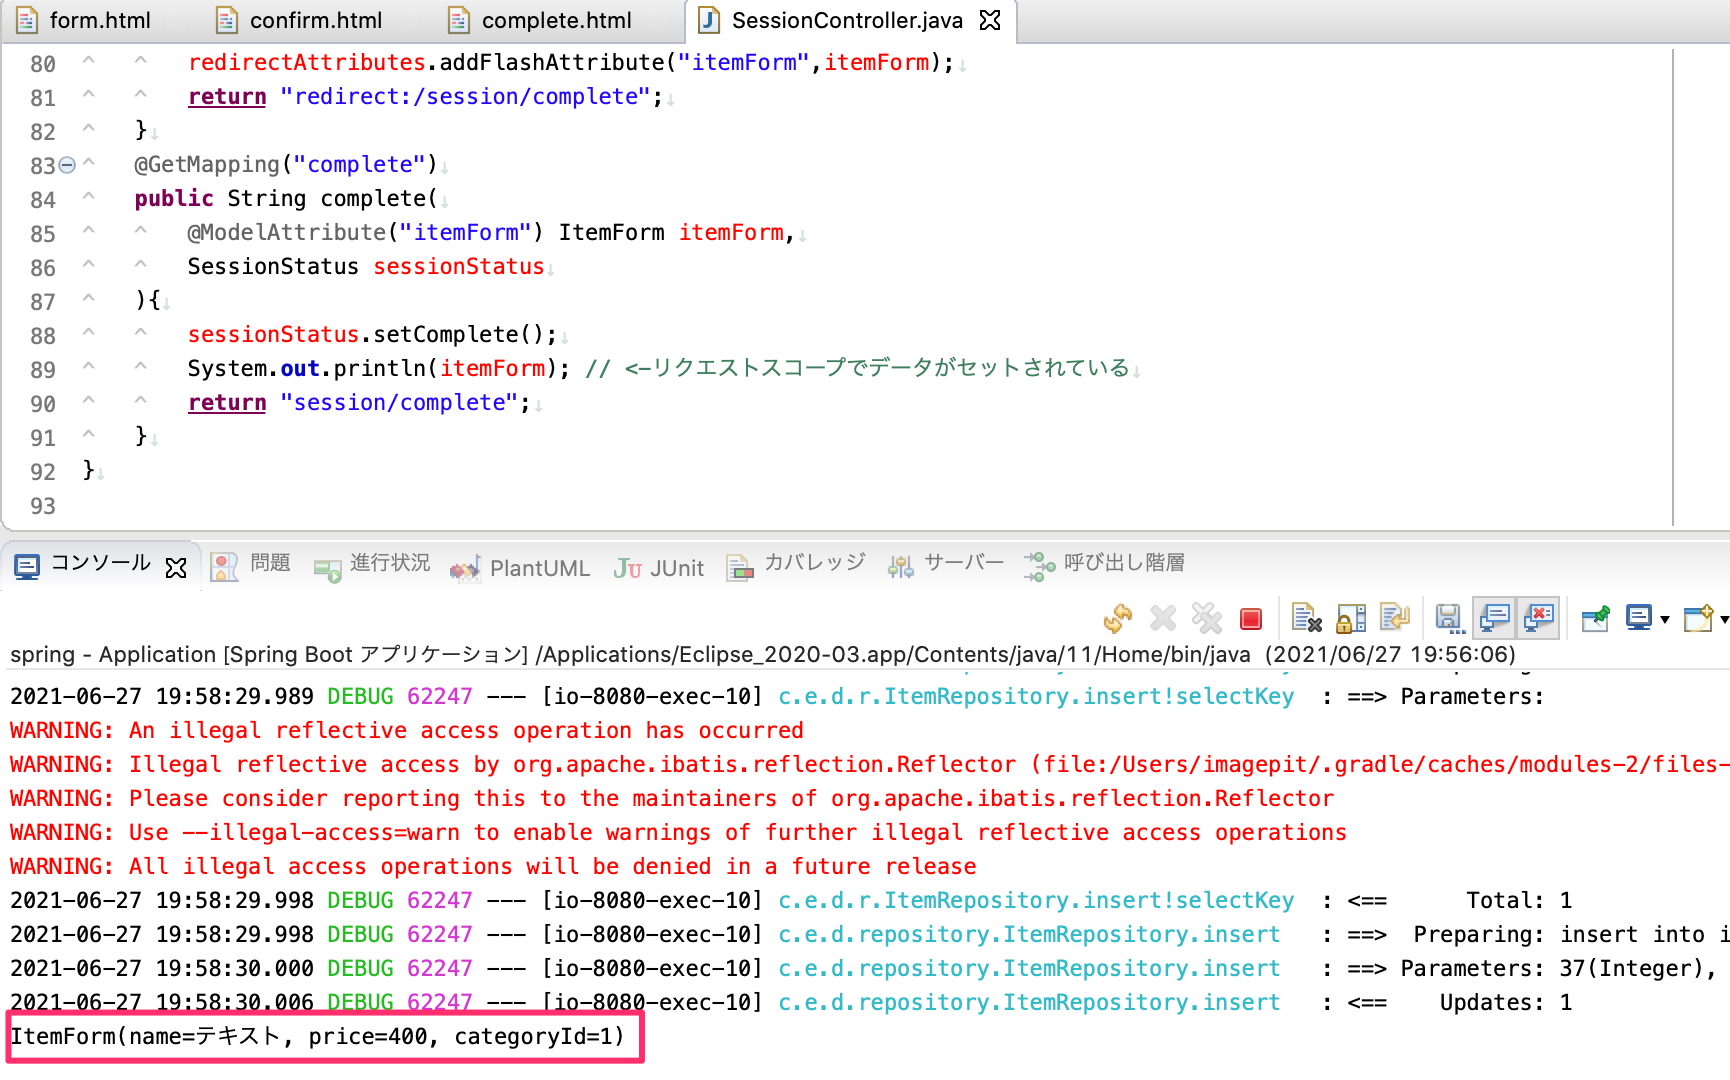 form.html confirm.html complete.html SessionController.java
80 redirectAttributes.addFlashAttribute("itemForm",itemForm);↓
81 return "redirect:/session/complete";↓
82 }↓
83 @GetMapping("complete")↓
84 public String complete(↓
85 @ModelAttribute("itemForm") ItemForm itemForm,↓
86 SessionStatus sessionStatus↓
87 ){↓
88 sessionStatus.setComplete();↓
89 System.out.println(itemForm); // <-リクエストスコープでデータがセットされている↓
90 return "session/complete";↓
91 }↓
92 }↓
93
コンソール 問題 進行状況 PlantUML JUnit カバレッジ サーバー 呼び出し階層
spring - Application [Spring Boot アプリケーション] /Applications/Eclipse_2020-03.app/Contents/java/11/Home/bin/java (2021/06/27 19:56:06)
2021-06-27 19:58:29.989 DEBUG 62247 --- [io-8080-exec-10] c.e.d.r.ItemRepository.insert!selectKey : ==> Parameters:
WARNING: An illegal reflective access operation has occurred
WARNING: Illegal reflective access by org.apache.ibatis.reflection.Reflector (file:/Users/imagepit/.gradle/caches/modules-2/files-
WARNING: Please consider reporting this to the maintainers of org.apache.ibatis.reflection.Reflector
WARNING: Use --illegal-access=warn to enable warnings of further illegal reflective access operations
WARNING: All illegal access operations will be denied in a future release
2021-06-27 19:58:29.998 DEBUG 62247 --- [io-8080-exec-10] c.e.d.r.ItemRepository.insert!selectKey : <== Total: 1
2021-06-27 19:58:29.998 DEBUG 62247 --- [io-8080-exec-10] c.e.d.repository.ItemRepository.insert : ==> Preparing: insert into i
2021-06-27 19:58:30.000 DEBUG 62247 --- [io-8080-exec-10] c.e.d.repository.ItemRepository.insert : ==> Parameters: 37(Integer),
2021-06-27 19:58:30.006 DEBUG 62247 --- [io-8080-exec-10] c.e.d.repository.ItemRepository.insert : <== Updates: 1
ItemForm(name=テキスト, price=400, categoryId=1)